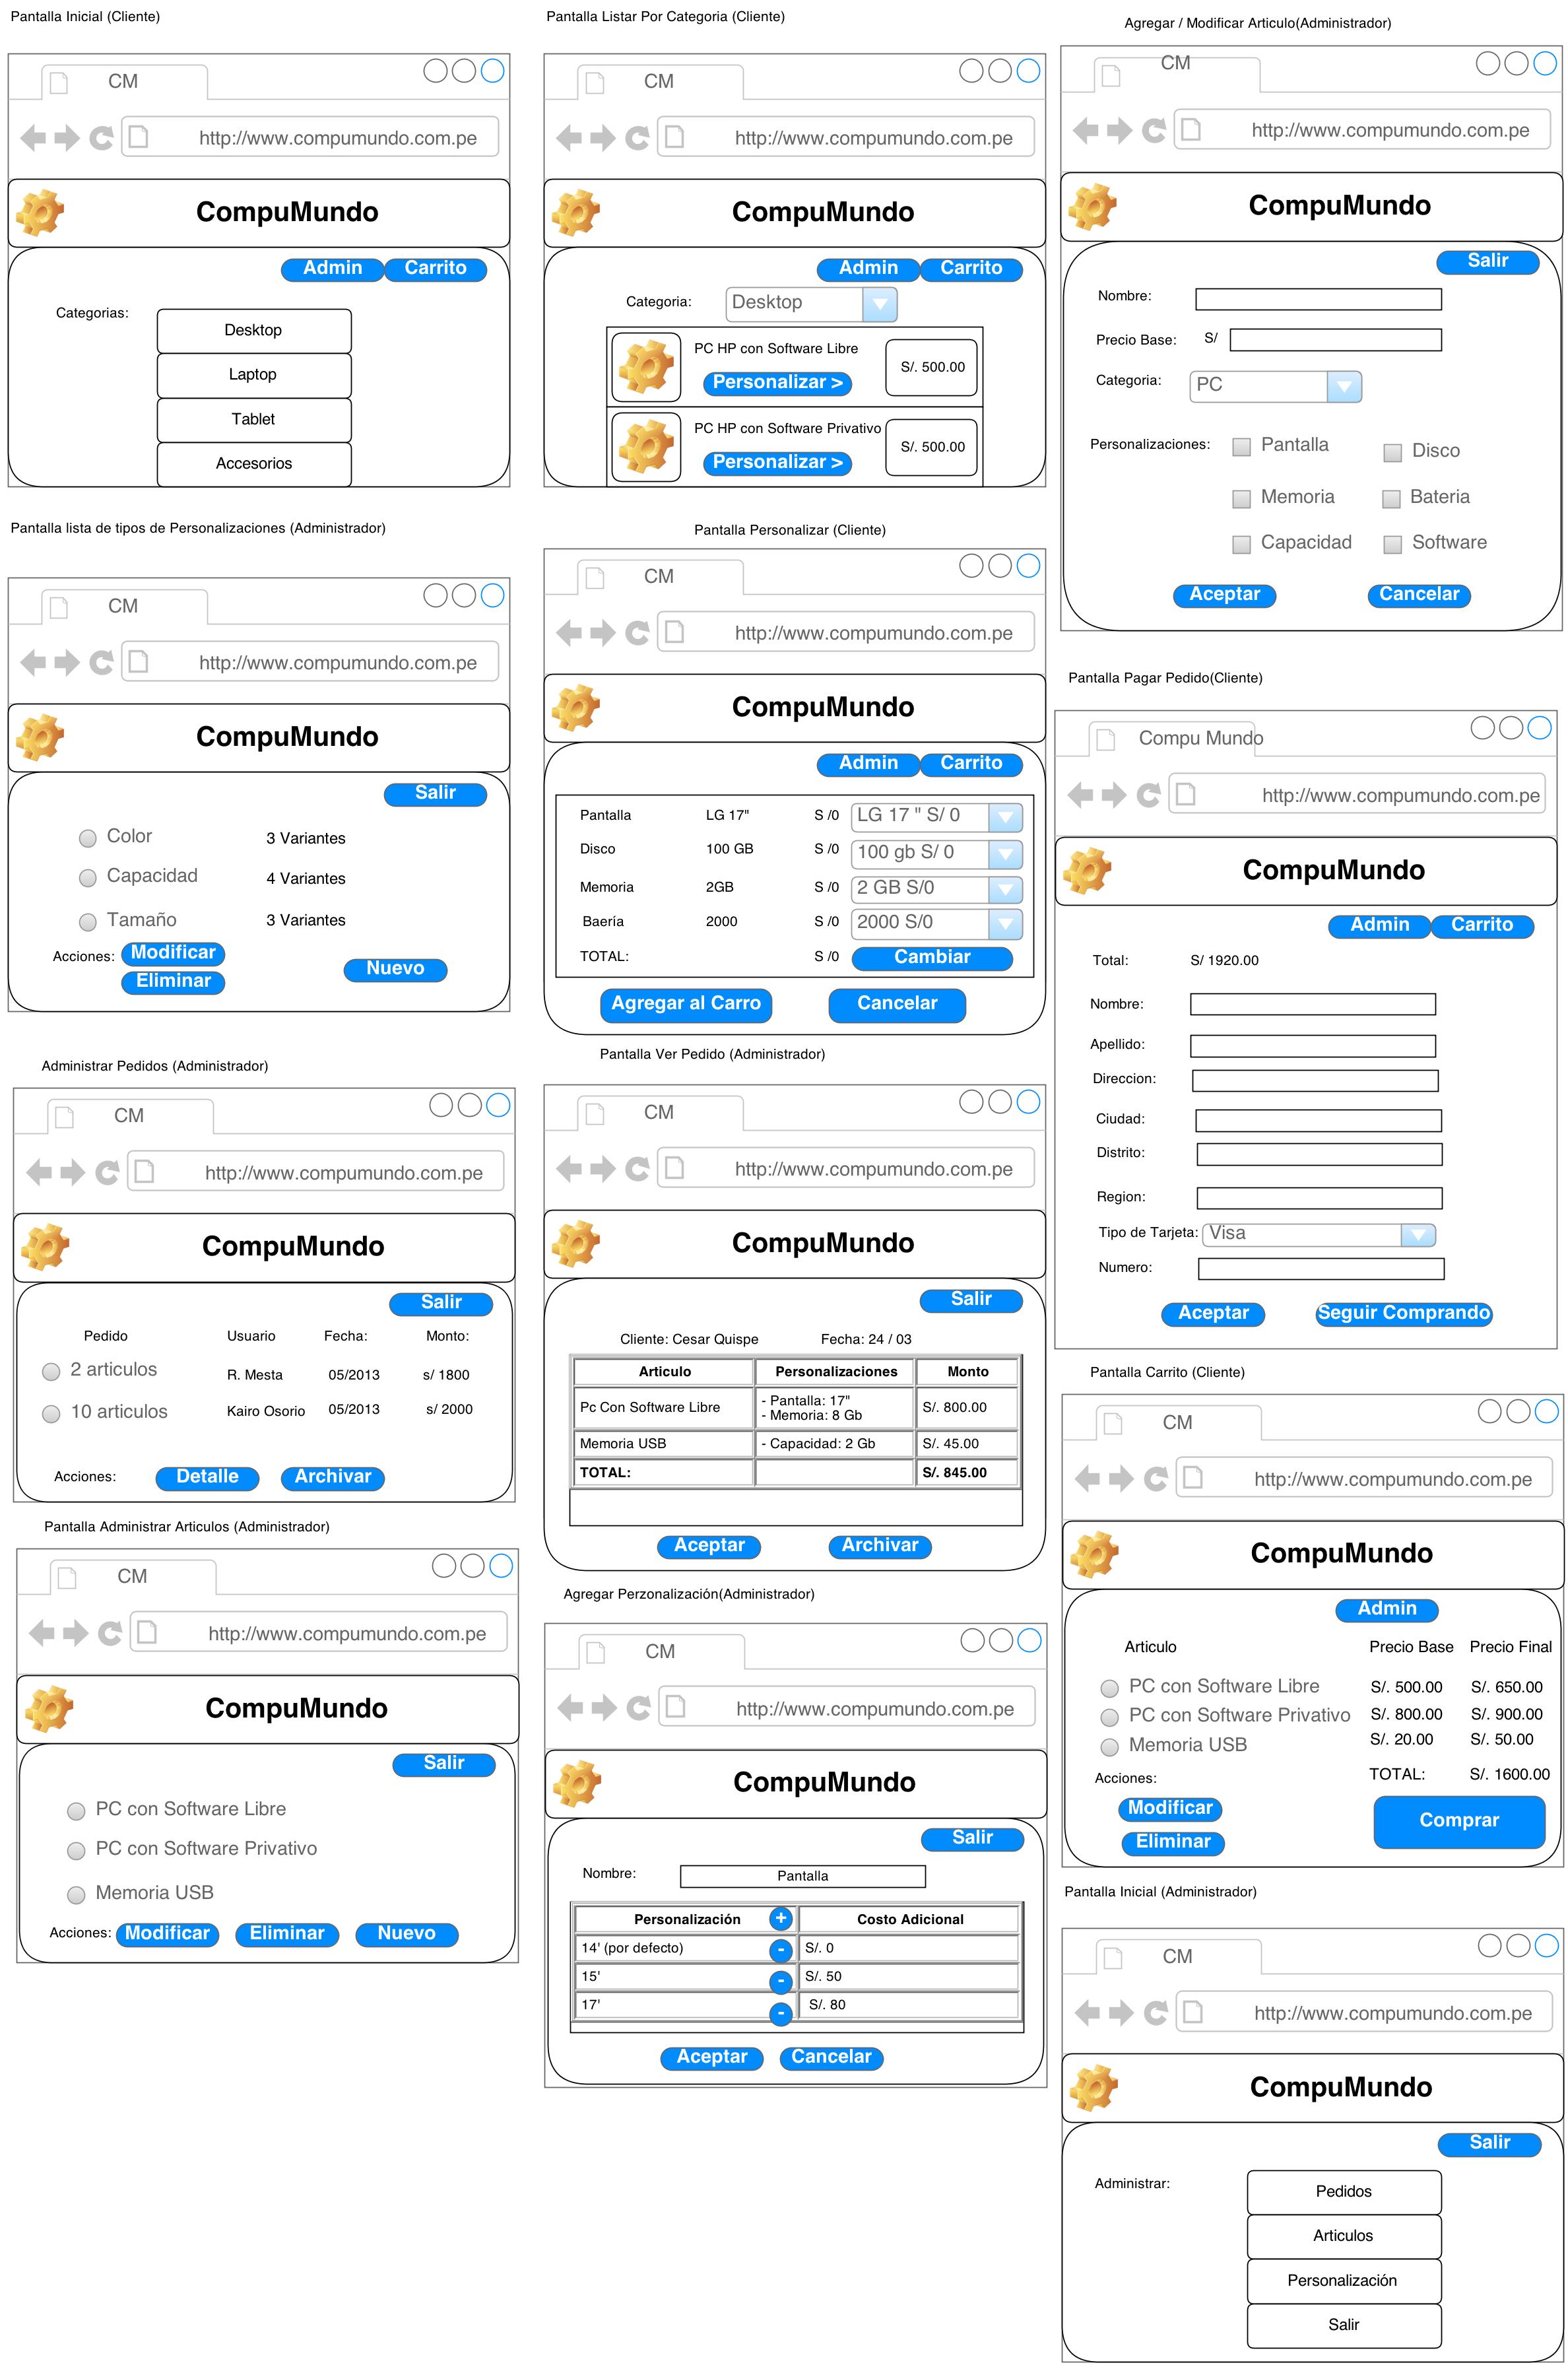 Pantalla Inicial (Cliente)
CM
http://www.compumundo.com.pe
CompuMundo
Admin
Carrito
Categorias:
Desktop
Laptop
Tablet
Accesorios
Pantalla lista de tipos de Personalizaciones (Administrador)
CM
http://www.compumundo.com.pe
CompuMundo
Salir
Color 3 Variantes
Capacidad 4 Variantes
Tamaño 3 Variantes
Acciones: Modificar
Eliminar
Nuevo
Administrar Pedidos (Administrador)
CM
http://www.compumundo.com.pe
CompuMundo
Salir
Pedido Usuario Fecha: Monto:
2 articulos R. Mesta 05/2013 s/ 1800
10 articulos Kairo Osorio 05/2013 s/ 2000
Acciones: Detalle Archivar
Pantalla Administrar Articulos (Administrador)
CM
http://www.compumundo.com.pe
CompuMundo
Salir
PC con Software Libre
PC con Software Privativo
Memoria USB
Acciones: Modificar Eliminar Nuevo
Pantalla Listar Por Categoria (Cliente)
CM
http://www.compumundo.com.pe
CompuMundo
Admin Carrito
Categoria: Desktop
PC HP con Software Libre
Personalizar >
S/. 500.00
PC HP con Software Privativo
Personalizar >
S/. 500.00
Pantalla Personalizar (Cliente)
CM
http://www.compumundo.com.pe
CompuMundo
Admin Carrito
Pantalla LG 17" S /0 LG 17 " S/ 0
Disco 100 GB S /0 100 gb S/ 0
Memoria 2GB S /0 2 GB S/0
Baería 2000 S /0 2000 S/0
TOTAL: S /0 Cambiar
Agregar al Carro Cancelar
Pantalla Ver Pedido (Administrador)
CM
http://www.compumundo.com.pe
CompuMundo
Salir
Cliente: Cesar Quispe Fecha: 24 / 03
Articulo Personalizaciones Monto
Pc Con Software Libre - Pantalla: 17" S/. 800.00
- Memoria: 8 Gb
Memoria USB - Capacidad: 2 Gb S/. 45.00
TOTAL: S/. 845.00
Aceptar Archivar
Agregar Perzonalización(Administrador)
CM
http://www.compumundo.com.pe
CompuMundo
Salir
Nombre: Pantalla
Personalización + Costo Adicional
14' (por defecto) - S/. 0
15' - S/. 50
17' - S/. 80
Aceptar Cancelar
Agregar / Modificar Articulo(Administrador)
CM
http://www.compumundo.com.pe
CompuMundo
Salir
Nombre:
Precio Base: S/
Categoria: PC
Personalizaciones: Pantalla Disco
Memoria Bateria
Capacidad Software
Aceptar Cancelar
Pantalla Pagar Pedido(Cliente)
Compu Mundo
http://www.compumundo.com.pe
CompuMundo
Admin Carrito
Total: S/ 1920.00
Nombre:
Apellido:
Direccion:
Ciudad:
Distrito:
Region:
Tipo de Tarjeta: Visa
Numero:
Aceptar Seguir Comprando
Pantalla Carrito (Cliente)
CM
http://www.compumundo.com.pe
CompuMundo
Admin
Articulo Precio Base Precio Final
PC con Software Libre S/. 500.00 S/. 650.00
PC con Software Privativo S/. 800.00 S/. 900.00
Memoria USB S/. 20.00 S/. 50.00
Acciones: TOTAL: S/. 1600.00
Modificar
Eliminar
Comprar
Pantalla Inicial (Administrador)
CM
http://www.compumundo.com.pe
CompuMundo
Salir
Administrar:
Pedidos
Articulos
Personalización
Salir